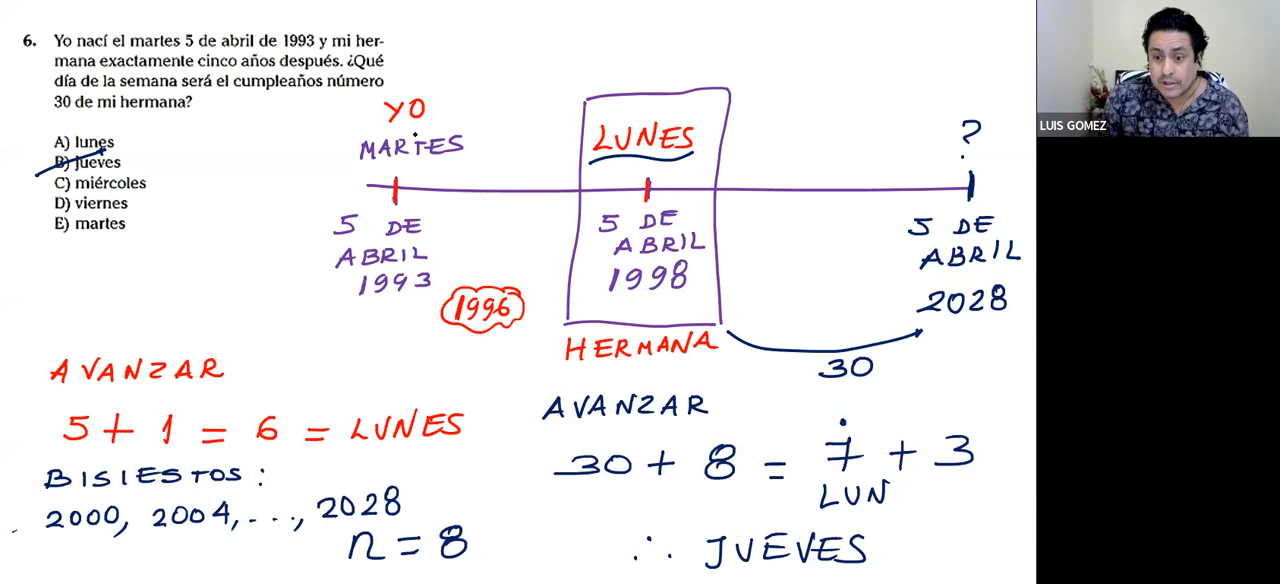 6. Yo nací el martes 5 de abril de 1993 y mi her-
mana exactamente cinco años después. ¿Qué
día de la semana será el cumpleaños número
30 de mi hermana?
A) lunes
B) jueves
C) miércoles
D) viernes
E) martes
YO
MARTES
5 DE
ABRIL
1993
1996
LUNES
5 DE
ABRIL
1998
HERMANA
?
5 DE
ABRIL
2028
30
AVANZAR
5 + 1 = 6 = LUNES
BISIESTOS:
2000, 2004, ..., 2028
n = 8
AVANZAR
30 + 8 = 7̇ + 3
LUN
∴ JUEVES
LUIS GOMEZ